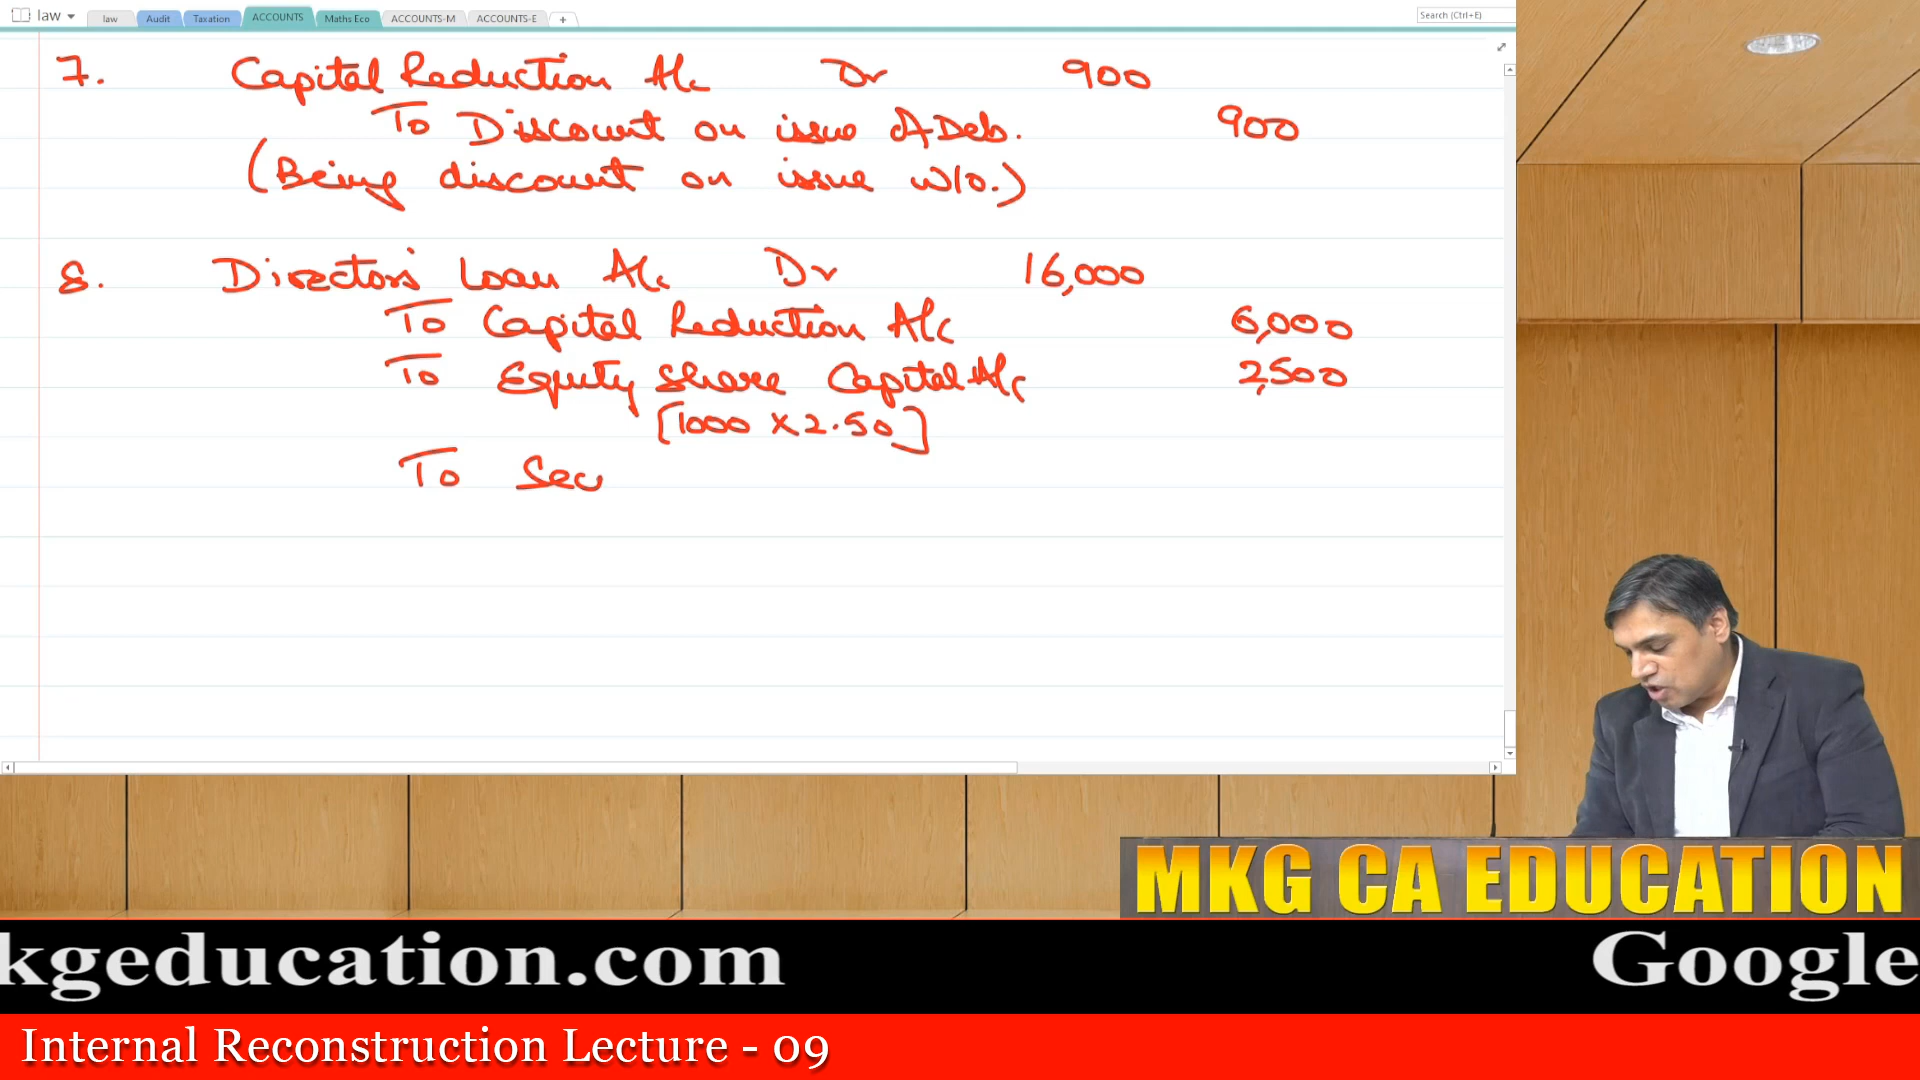 law
law Audit Taxation ACCOUNTS Maths Eco ACCOUNTS-M ACCOUNTS-E +
Search (Ctrl+E)
7. Capital Reduction A/c Dr 900
To Discount on issue of Deb. 900
(Being discount on issue w/o.)
8. Director's Loan A/c Dr 16,000
To Capital Reduction A/c 6,000
To Equity Share Capital A/c 2,500
[1000 × 2.50]
To Sec
MKG CA EDUCATION
kgeducation.com Google
Internal Reconstruction Lecture - 09